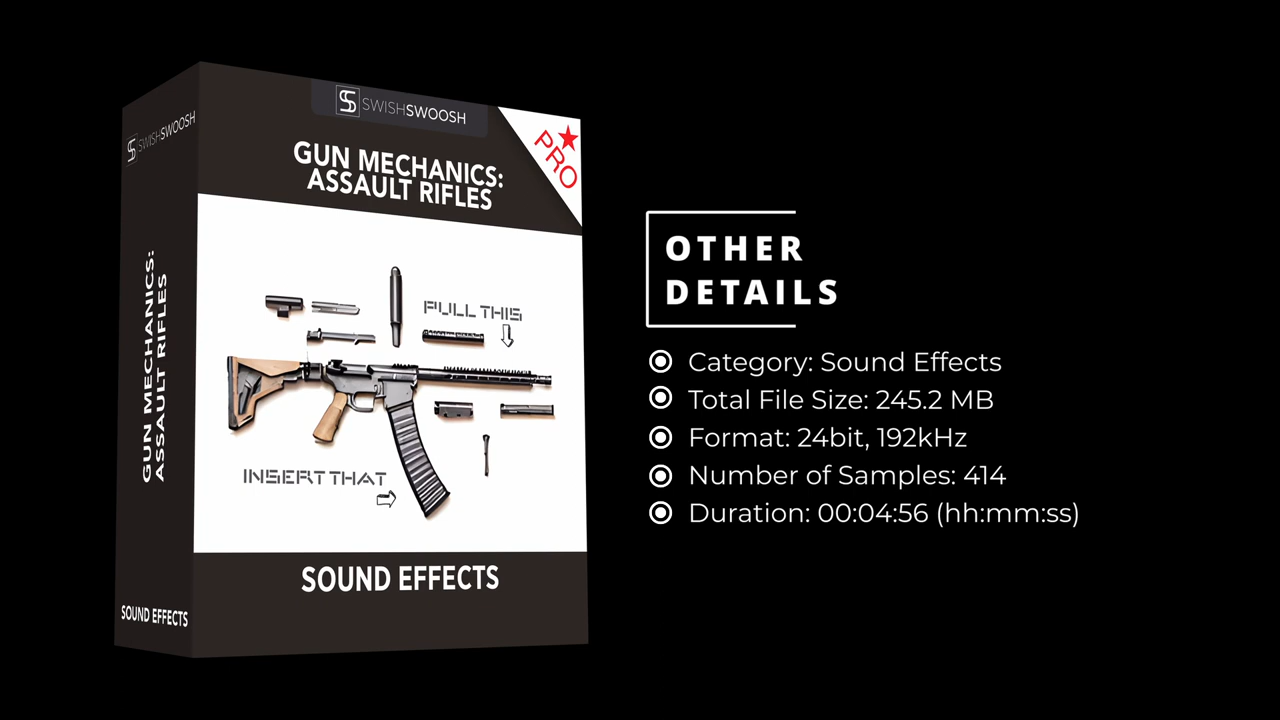 SWISHSWOOSH
GUN MECHANICS:
ASSAULT RIFLES
SOUND EFFECTS
SWISHSWOOSH
PRO
GUN MECHANICS:
ASSAULT RIFLES
PULL THIS
INSERT THAT
SOUND EFFECTS
OTHER
DETAILS
Category: Sound Effects
Total File Size: 245.2 MB
Format: 24bit, 192kHz
Number of Samples: 414
Duration: 00:04:56 (hh:mm:ss)